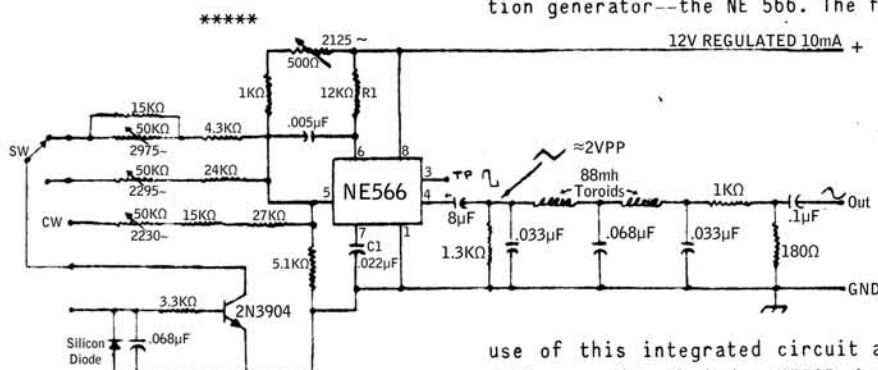 tion generator--the NE 566. The f
*****
2125~
12V REGULATED 10mA +
500Ω
1KΩ
12KΩ R1
15KΩ
.005µF
50KΩ
4.3KΩ
2975~
SW
6
8
≈2VPP
3
TP
88mh
Toroids
50KΩ
24KΩ
2295~
5
NE566
4
1KΩ
Out
CW
50KΩ
15KΩ
27KΩ
2230~
8µF
.1µF
7
1
C1
.022µF
1.3KΩ
.033µF
.068µF
.033µF
180Ω
5.1KΩ
GND
3.3KΩ
2N3904
Silicon
Diode
.068µF
use of this integrated circuit a